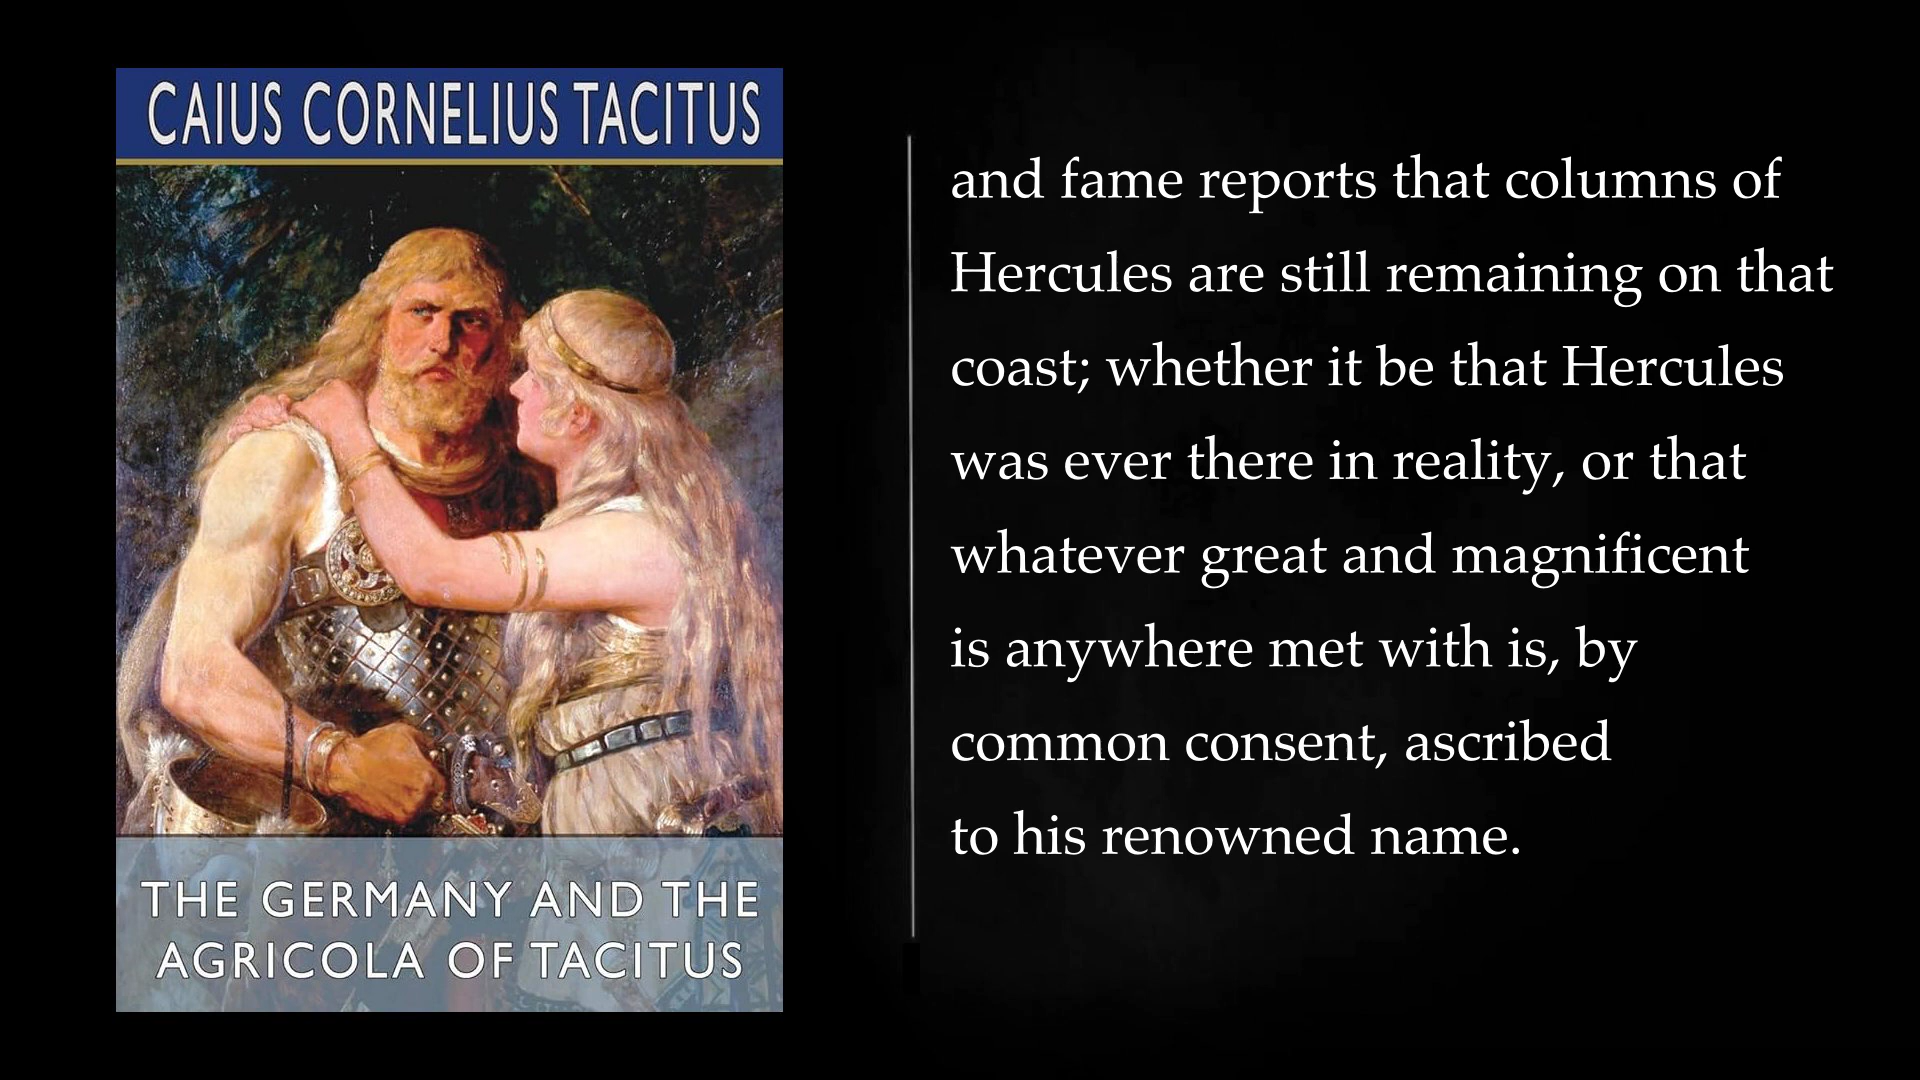 CAIUS CORNELIUS TACITUS
THE GERMANY AND THE
AGRICOLA OF TACITUS
and fame reports that columns of
Hercules are still remaining on that
coast; whether it be that Hercules
was ever there in reality, or that
whatever great and magnificent
is anywhere met with is, by
common consent, ascribed
to his renowned name.